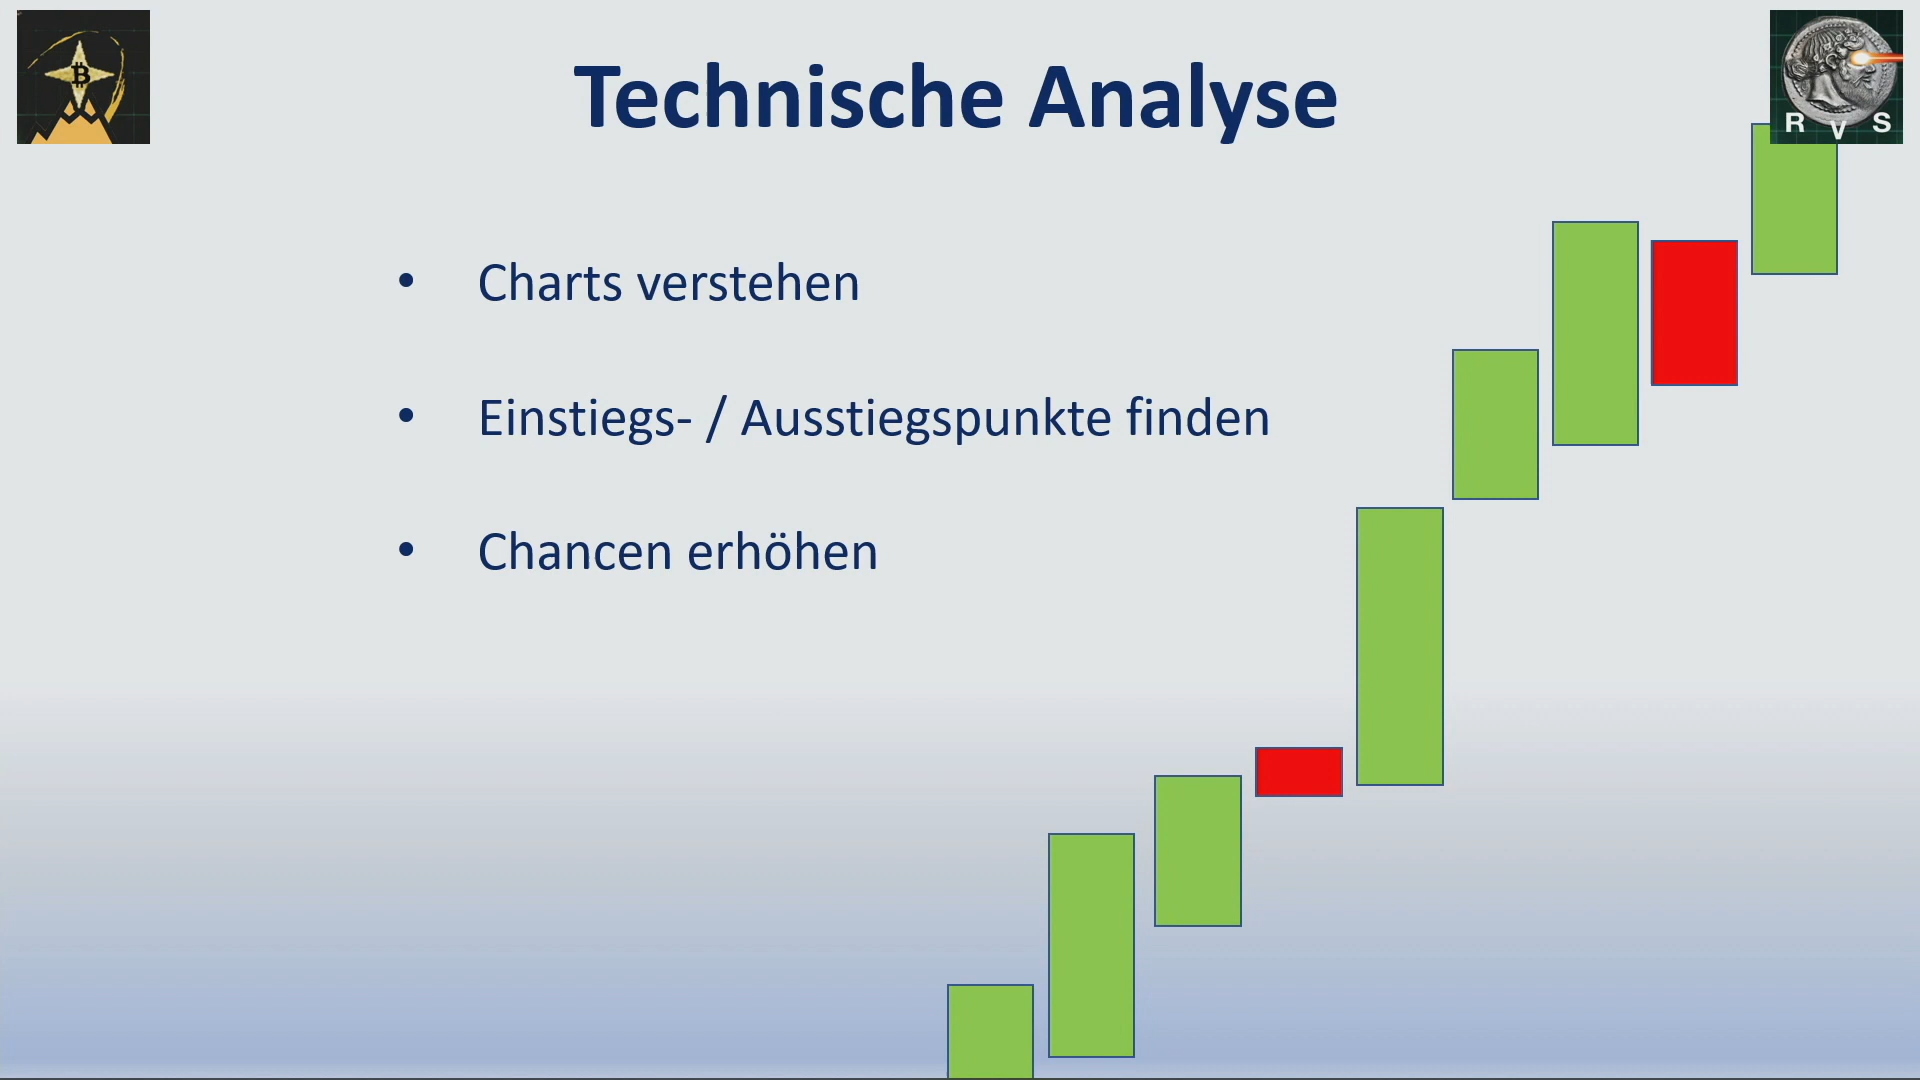 Technische Analyse
R V S
• Charts verstehen
• Einstiegs- / Ausstiegspunkte finden
• Chancen erhöhen